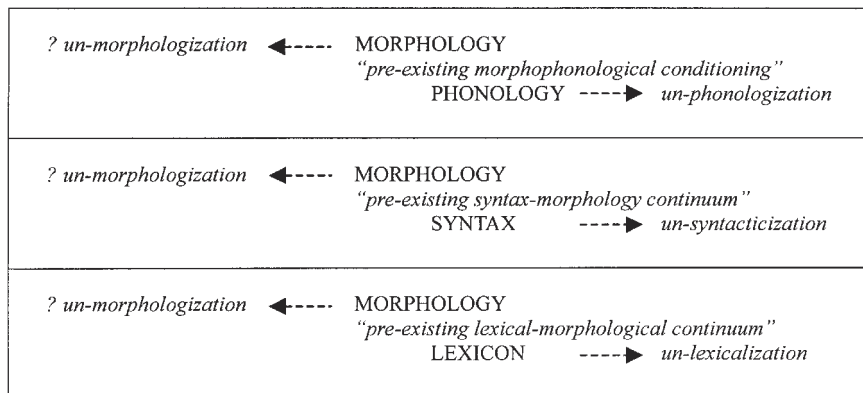 ? un-morphologization MORPHOLOGY
"pre-existing morphophonological conditioning"
PHONOLOGY un-phonologization
? un-morphologization MORPHOLOGY
"pre-existing syntax-morphology continuum"
SYNTAX un-syntacticization
? un-morphologization MORPHOLOGY
"pre-existing lexical-morphological continuum"
LEXICON un-lexicalization